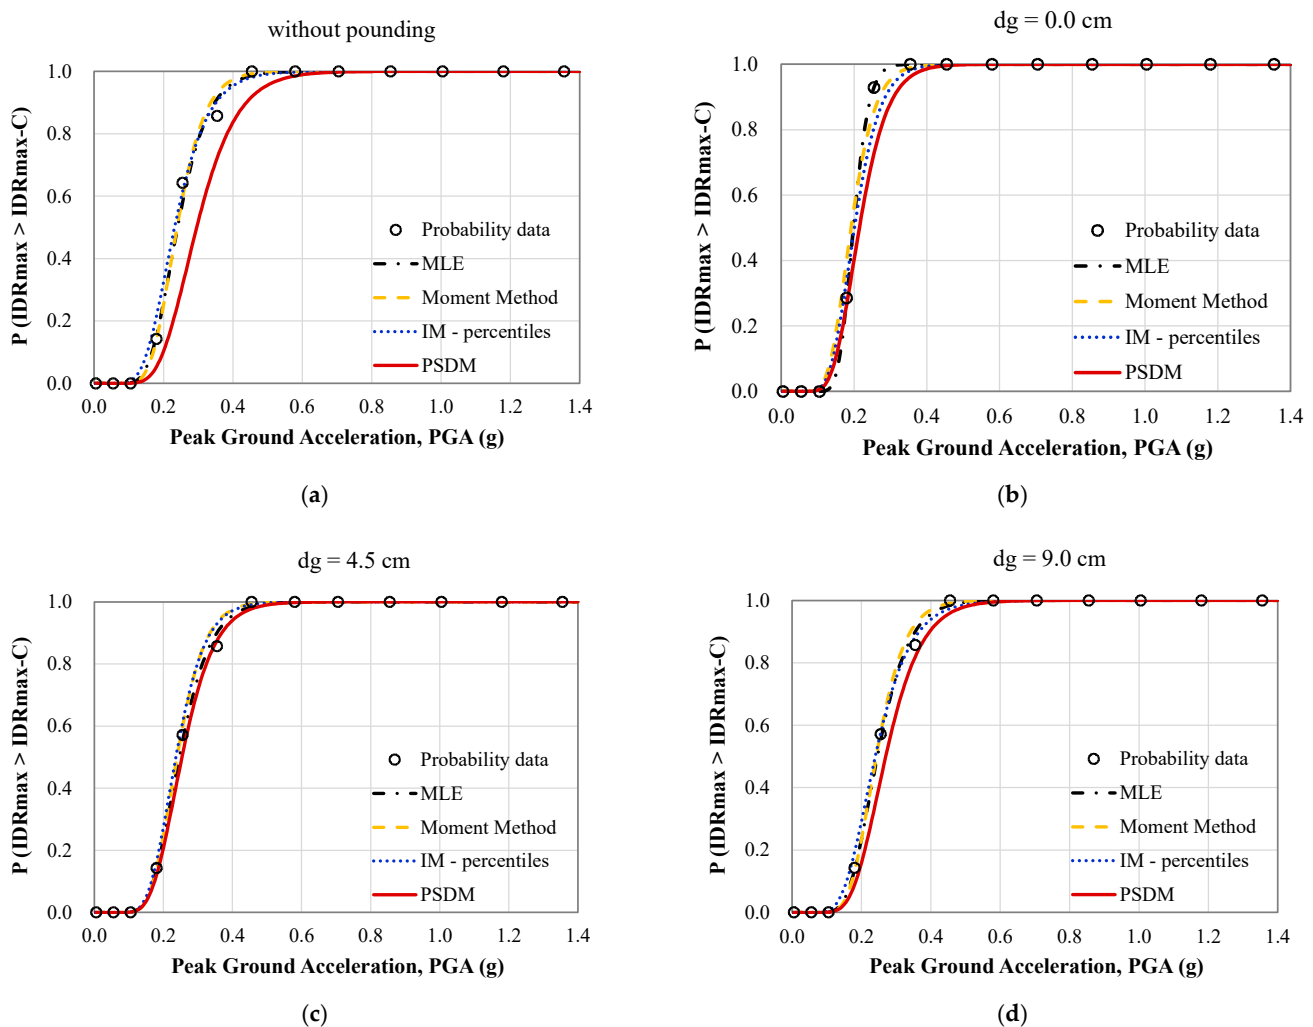 without pounding
P (IDRmax > IDRmax-C)
1.0
0.8
0.6
0.4
0.2
0.0
Probability data
MLE
Moment Method
IM - percentiles
PSDM
0.0 0.2 0.4 0.6 0.8 1.0 1.2 1.4
Peak Ground Acceleration, PGA (g)
(a)
dg = 0.0 cm
P (IDRmax > IDRmax-C)
1.0
0.8
0.6
0.4
0.2
0.0
Probability data
MLE
Moment Method
IM - percentiles
PSDM
0.0 0.2 0.4 0.6 0.8 1.0 1.2 1.4
Peak Ground Acceleration, PGA (g)
(b)
dg = 4.5 cm
P (IDRmax > IDRmax-C)
1.0
0.8
0.6
0.4
0.2
0.0
Probability data
MLE
Moment Method
IM - percentiles
PSDM
0.0 0.2 0.4 0.6 0.8 1.0 1.2 1.4
Peak Ground Acceleration, PGA (g)
(c)
dg = 9.0 cm
P (IDRmax > IDRmax-C)
1.0
0.8
0.6
0.4
0.2
0.0
Probability data
MLE
Moment Method
IM - percentiles
PSDM
0.0 0.2 0.4 0.6 0.8 1.0 1.2 1.4
Peak Ground Acceleration, PGA (g)
(d)